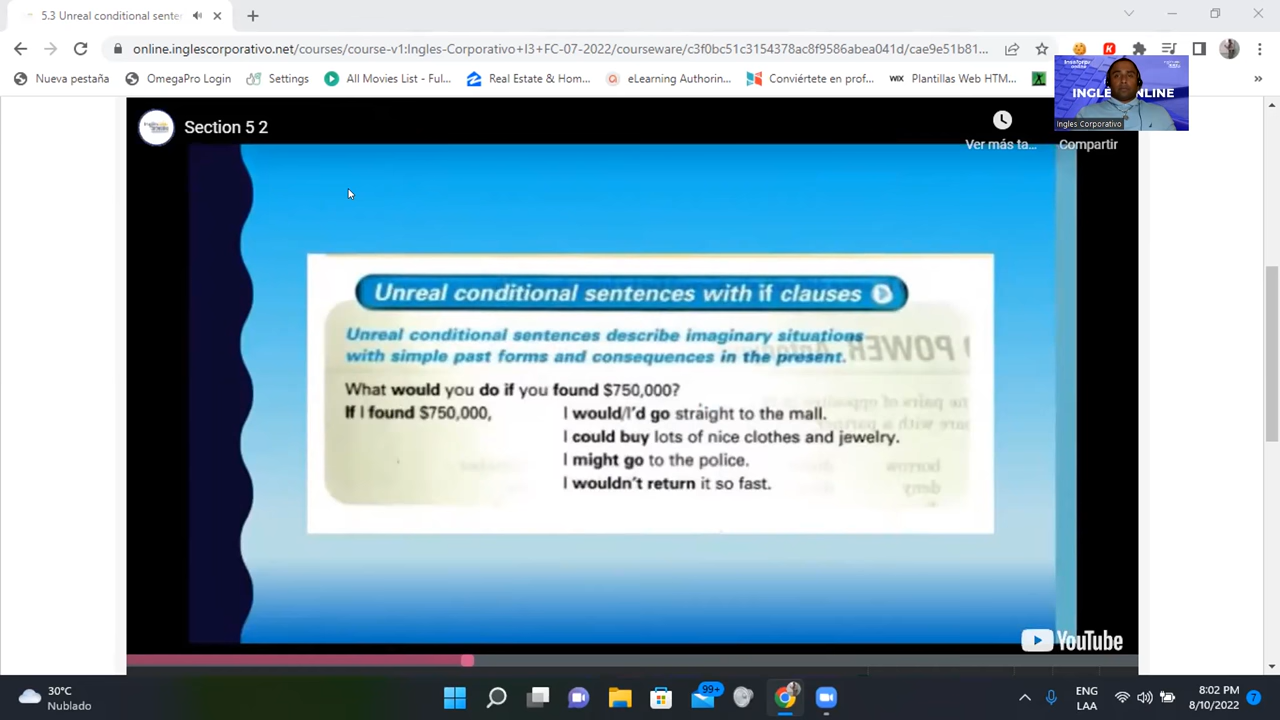 5.3 Unreal conditional senter
online.inglescorporativo.net/courses/course-v1:Ingles-Corporativo+I3+FC-07-2022/courseware/c3f0bc51c3154378ac8f9586abea041d/cae9e51b81...
Nueva pestaña OmegaPro Login Settings All Movies List - Ful... Real Estate & Hom... eLearning Authorin... Conviértete en prof... WIX Plantillas Web HTM... »
INGLÉS ONLINE
Ingles Corporativo
Section 5 2
Ver más ta... Compartir
Unreal conditional sentences with if clauses
Unreal conditional sentences describe imaginary situations
with simple past forms and consequences in the present.
POWER
What would you do if you found $750,000?
If I found $750,000, I would/I'd go straight to the mall.
I could buy lots of nice clothes and jewelry.
I might go to the police.
I wouldn't return it so fast.
borrow
deny
YouTube
30°C
Nublado
99+
ENG
LAA
8:02 PM
8/10/2022
7